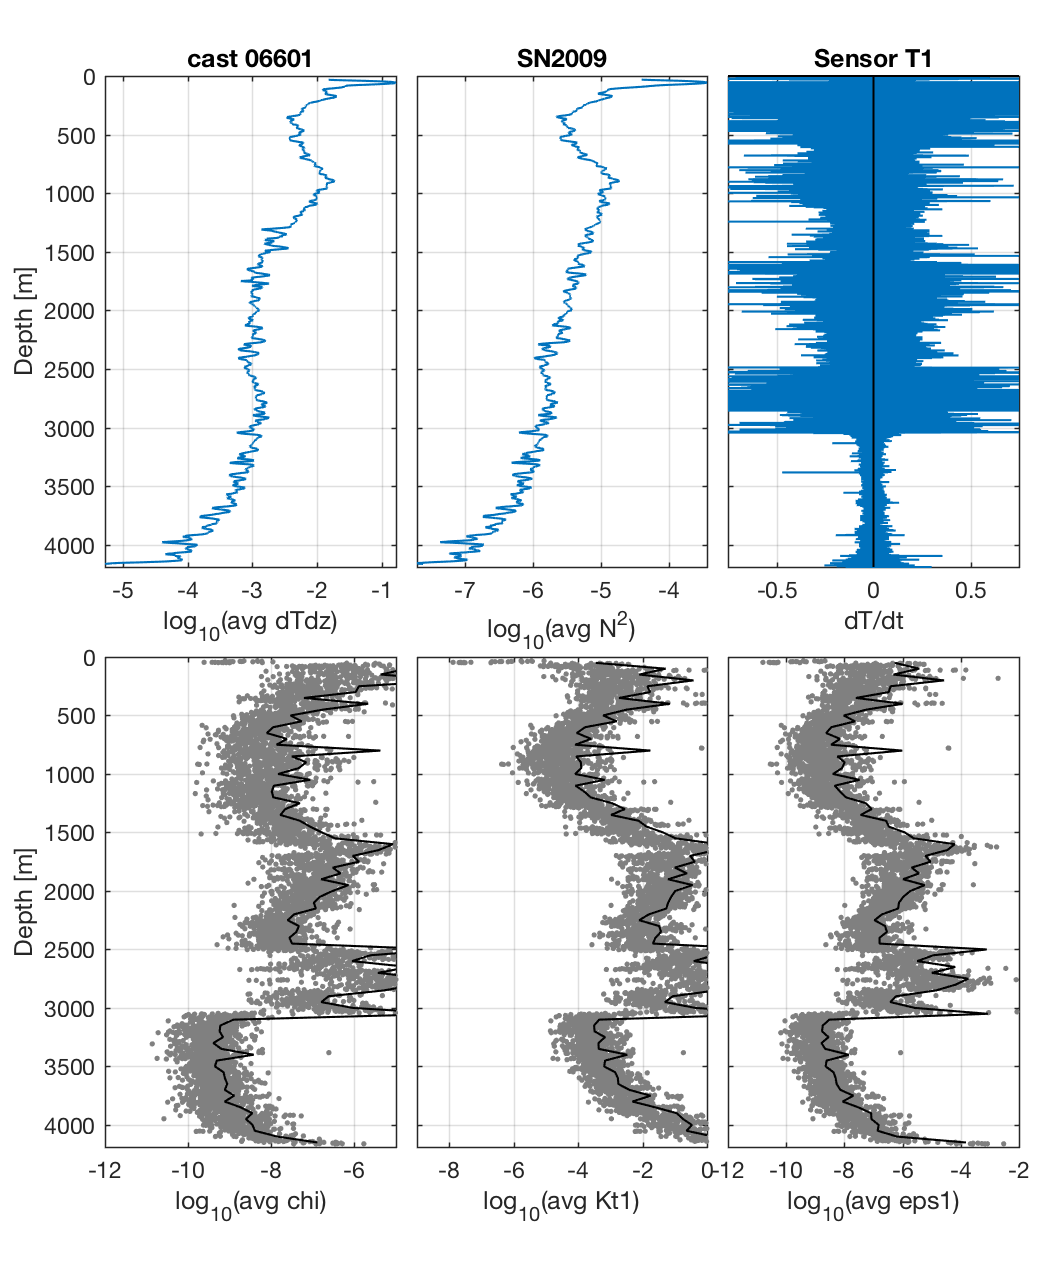 cast 06601 SN2009 Sensor T1
0
500
1000
1500
2000
2500
3000
3500
4000
Depth [m]
-5 -4 -3 -2 -1 -7 -6 -5 -4 -0.5 0 0.5
log10(avg dTdz) log10(avg N2) dT/dt
0
500
1000
1500
2000
2500
3000
3500
4000
Depth [m]
-12 -10 -8 -6 -8 -6 -4 -2 0 -12 -10 -8 -6 -4 -2
log10(avg chi) log10(avg Kt1) log10(avg eps1)